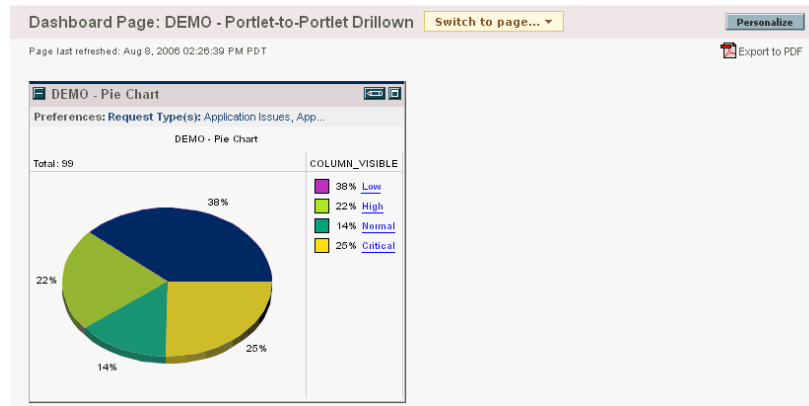 Dashboard Page: DEMO - Portlet-to-Portlet Drilldown Switch to page... Personalize
Page last refreshed: Aug 8, 2006 02:26:39 PM PDT Export to PDF
DEMO - Pie Chart
Preferences: Request Type(s): Application Issues, App...
DEMO - Pie Chart
Total: 99 COLUMN_VISIBLE
38% Low
22% High
14% Normal
25% Critical
38%
22%
25%
14%